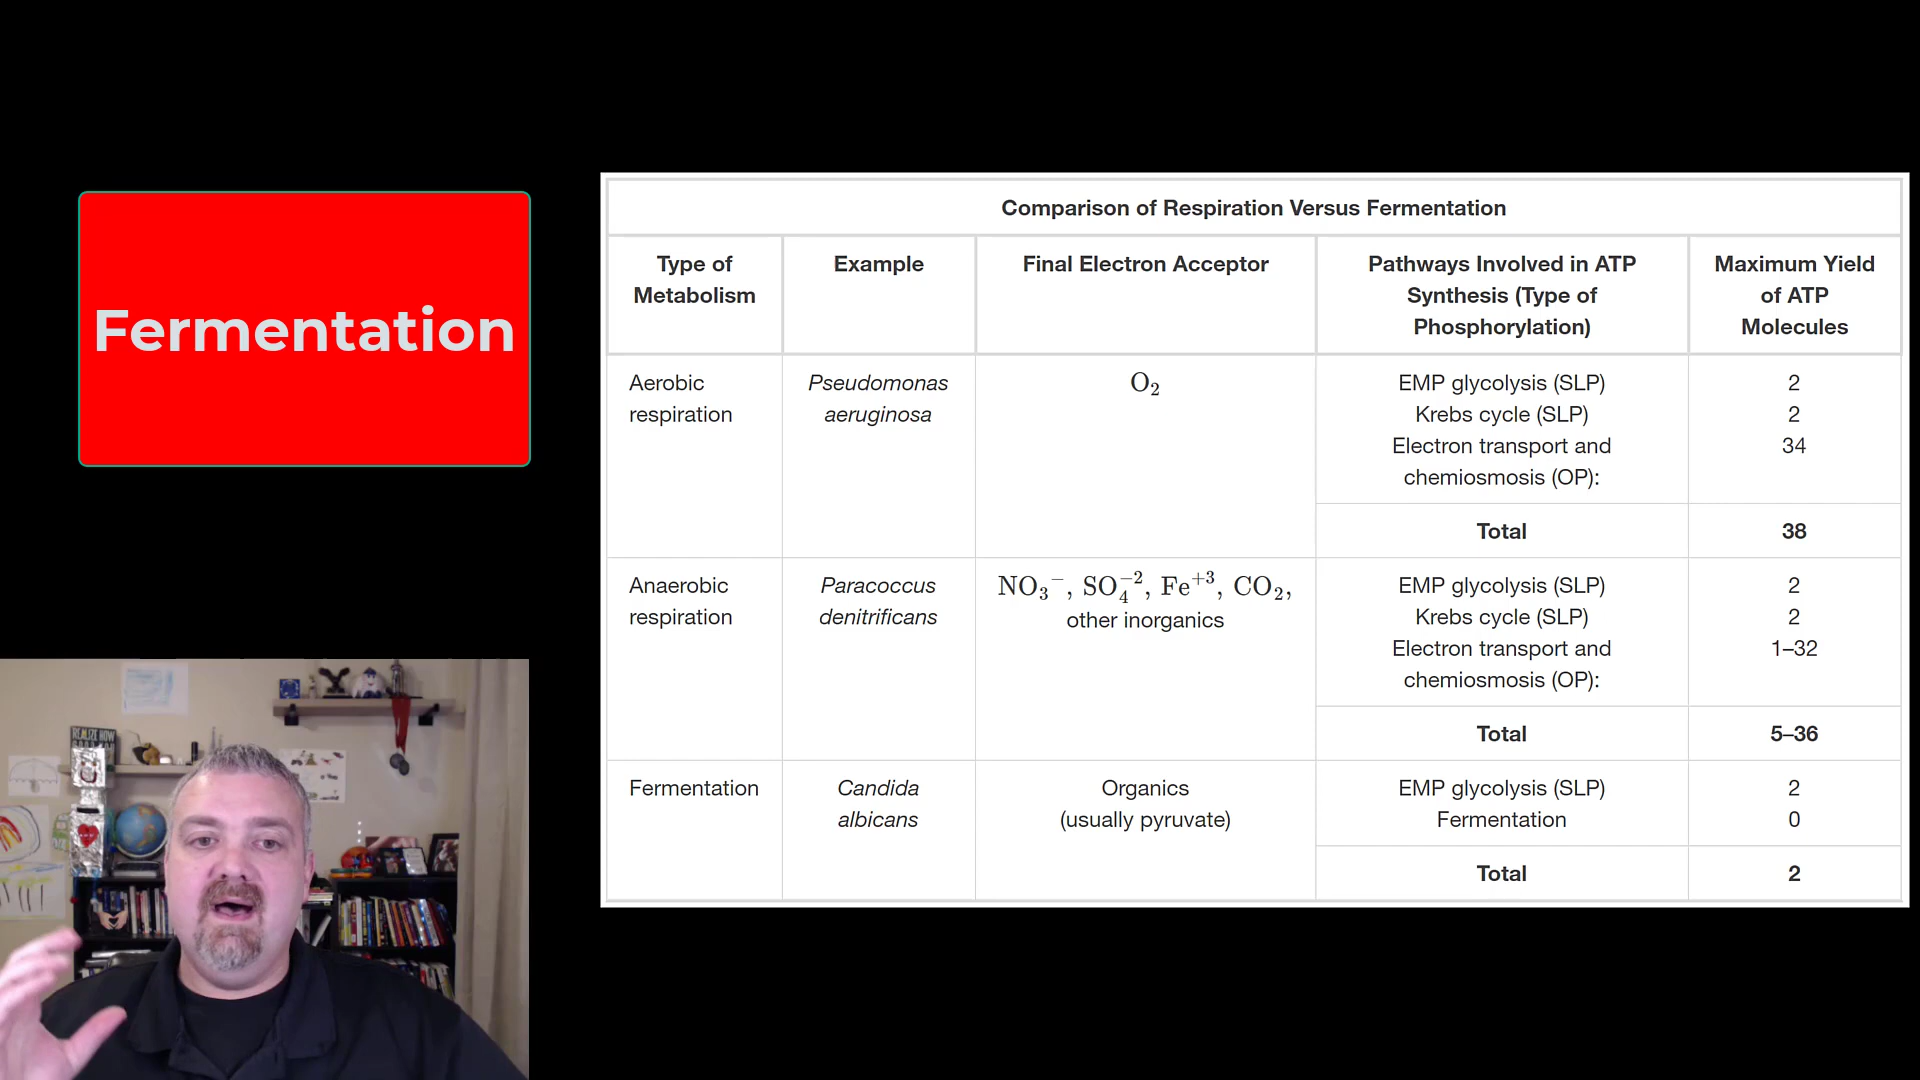 Fermentation
Comparison of Respiration Versus Fermentation
Type of
Metabolism
Example
Final Electron Acceptor
Pathways Involved in ATP
Synthesis (Type of
Phosphorylation)
Maximum Yield
of ATP
Molecules
Aerobic
respiration
Pseudomonas
aeruginosa
O₂
EMP glycolysis (SLP)
2
Krebs cycle (SLP)
2
Electron transport and
34
chemiosmosis (OP):
Total
38
Anaerobic
respiration
Paracoccus
denitrificans
NO₃⁻, SO₄⁻², Fe⁺³, CO₂,
other inorganics
EMP glycolysis (SLP)
2
Krebs cycle (SLP)
2
Electron transport and
1–32
chemiosmosis (OP):
Total
5–36
Fermentation
Candida
albicans
Organics
(usually pyruvate)
EMP glycolysis (SLP)
2
Fermentation
0
Total
2
REALIZE HOW